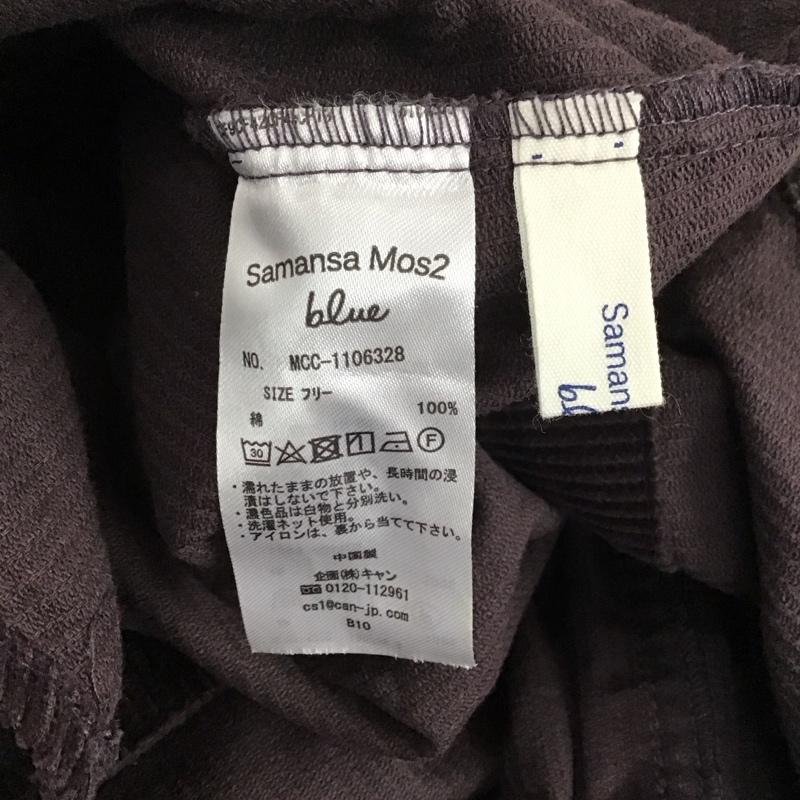 Samansa Mos2
blue
NO. MCC-1106328
SIZE フリー
綿 100%
30 F
・濡れたままの放置や、長時間の浸
漬はしないで下さい。
・濃色品は白物と分別洗い。
・洗濯ネット使用。
・アイロンは、裏から当てて下さい。
中国製
企画(株)キャン
0120-112961
cs1@can-jp.com
B10
Saman
bl